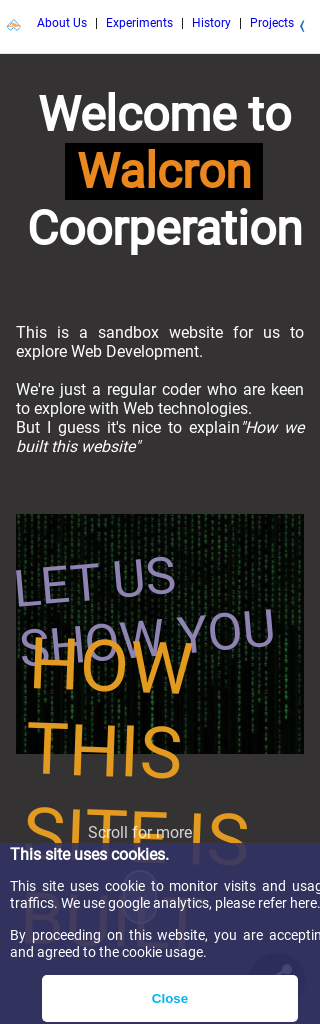 About Us | Experiments | History | Projects
Welcome to
Walcron
Coorperation
This is a sandbox website for us to
explore Web Development.
We're just a regular coder who are keen
to explore with Web technologies.
But I guess it's nice to explain "How we
built this website"
LET US
SHOW YOU
HOW
THIS
SITE IS
BUILT
Scroll for more
This site uses cookies.
This site uses cookie to monitor visits and usag
traffics. We use google analytics, please refer here.
By proceeding on this website, you are acceptin
and agreed to the cookie usage.
Close